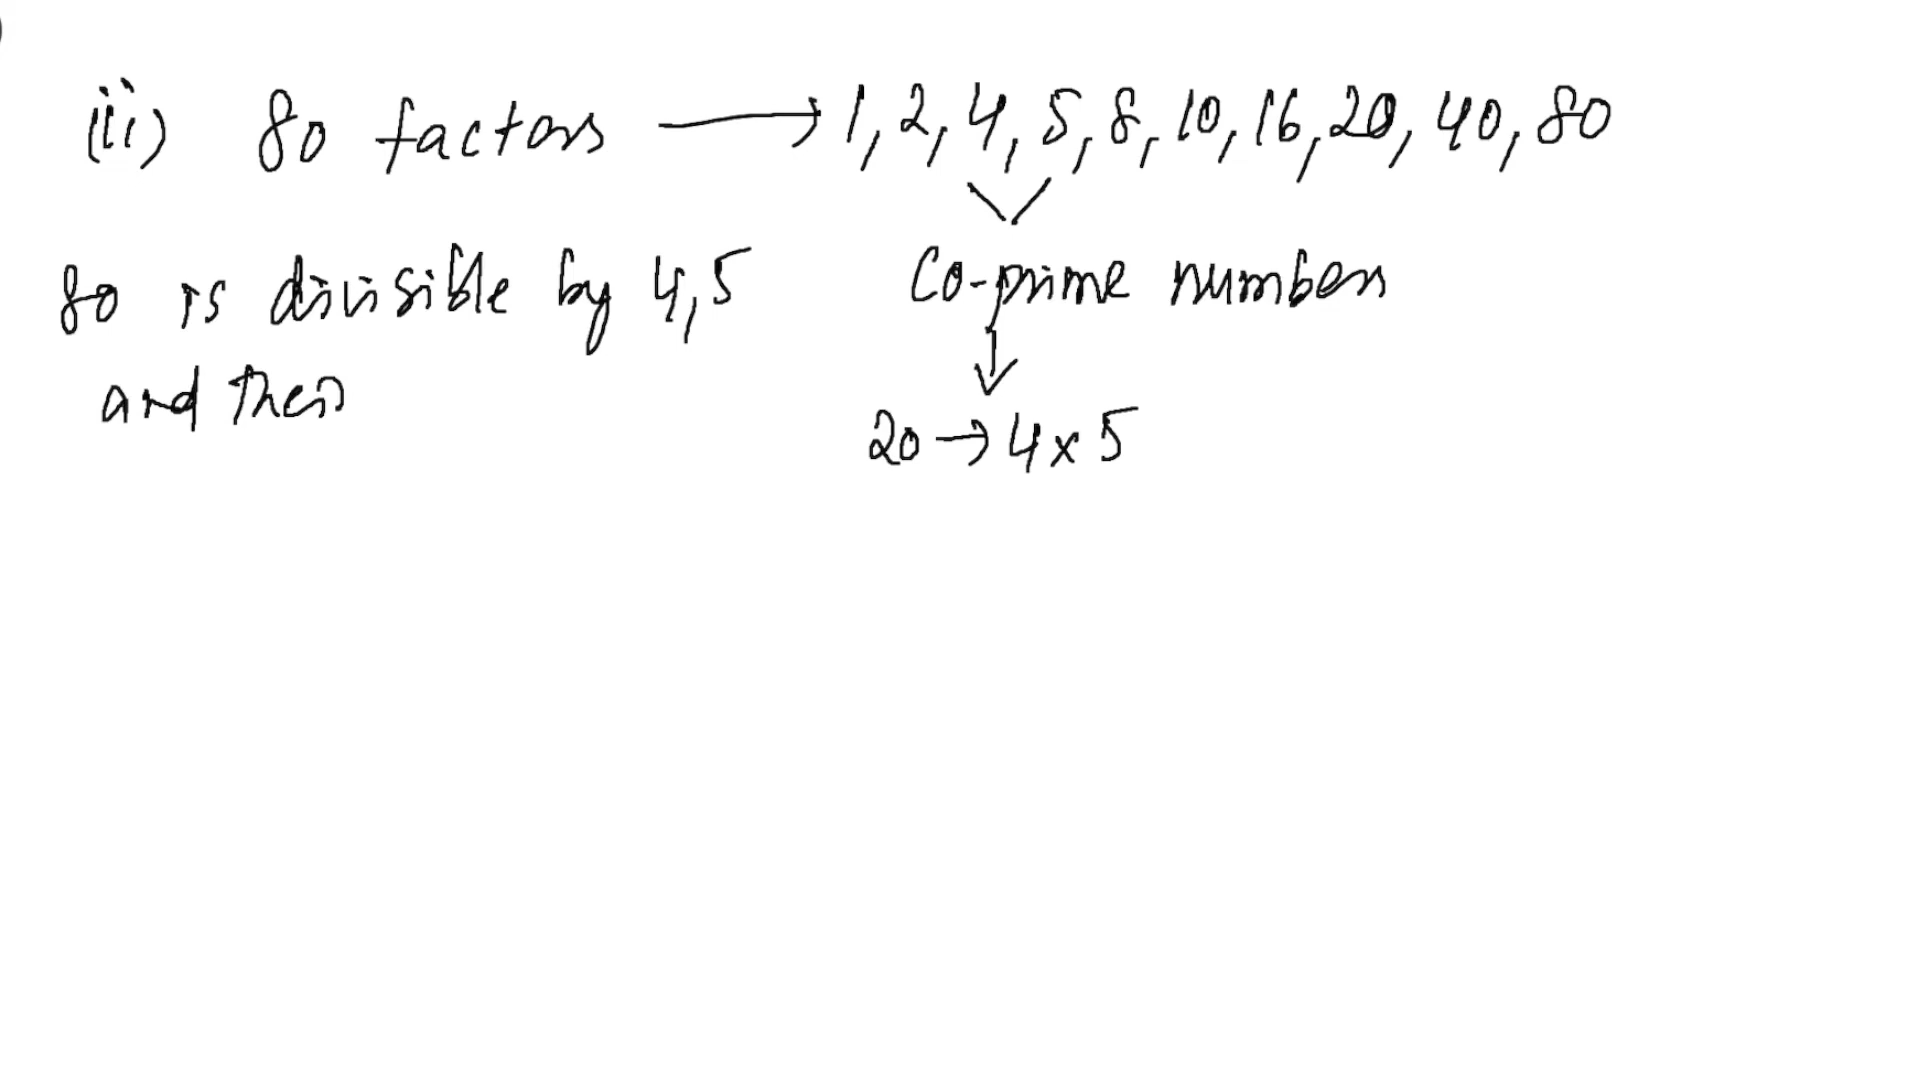 (ii) 80 factors → 1, 2, 4, 5, 8, 10, 16, 20, 40, 80
80 is divisible by 4, 5
Co-prime numbers
and their
20 → 4 x 5